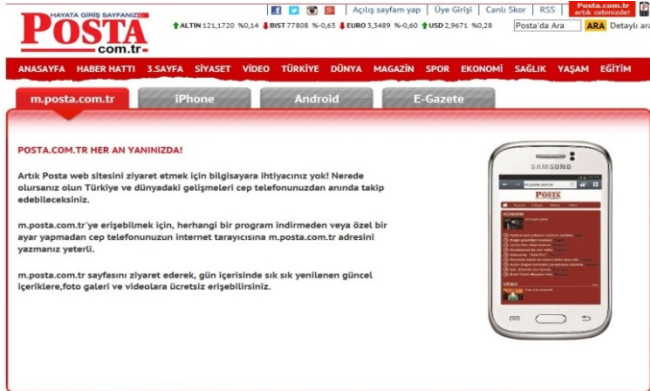 HAYATA GİRİŞ SAYFANIZ!
POSTA
com.tr
Açılış sayfam yap | Üye Girişi | Canlı Skor | RSS
Posta.com.tr
artık cebinizde!
ALTIN 121,1720 %0,14 BIST 77808 %-0,63 EURO 3,3489 %-0,60 USD 2,9671 %0,28
Posta'da Ara ARA Detaylı ara
ANASAYFA HABER HATTI 3.SAYFA SİYASET VİDEO TÜRKİYE DÜNYA MAGAZİN SPOR EKONOMİ SAĞLIK YAŞAM EĞİTİM
m.posta.com.tr iPhone Android E-Gazete
POSTA.COM.TR HER AN YANINIZDA!
Artık Posta web sitesini ziyaret etmek için bilgisayara ihtiyacınız yok! Nerede
olursanız olun Türkiye ve dünyadaki gelişmeleri cep telefonunuzdan anında takip
edebileceksiniz.
m.posta.com.tr'ye erişebilmek için, herhangi bir program indirmeden veya özel bir
ayar yapmadan cep telefonunuzun internet tarayıcısına m.posta.com.tr adresini
yazmanız yeterli.
m.posta.com.tr sayfasını ziyaret ederek, gün içerisinde sık sık yenilenen güncel
içeriklere,foto galeri ve videolara ücretsiz erişebilirsiniz.
SAMSUNG
POSTA